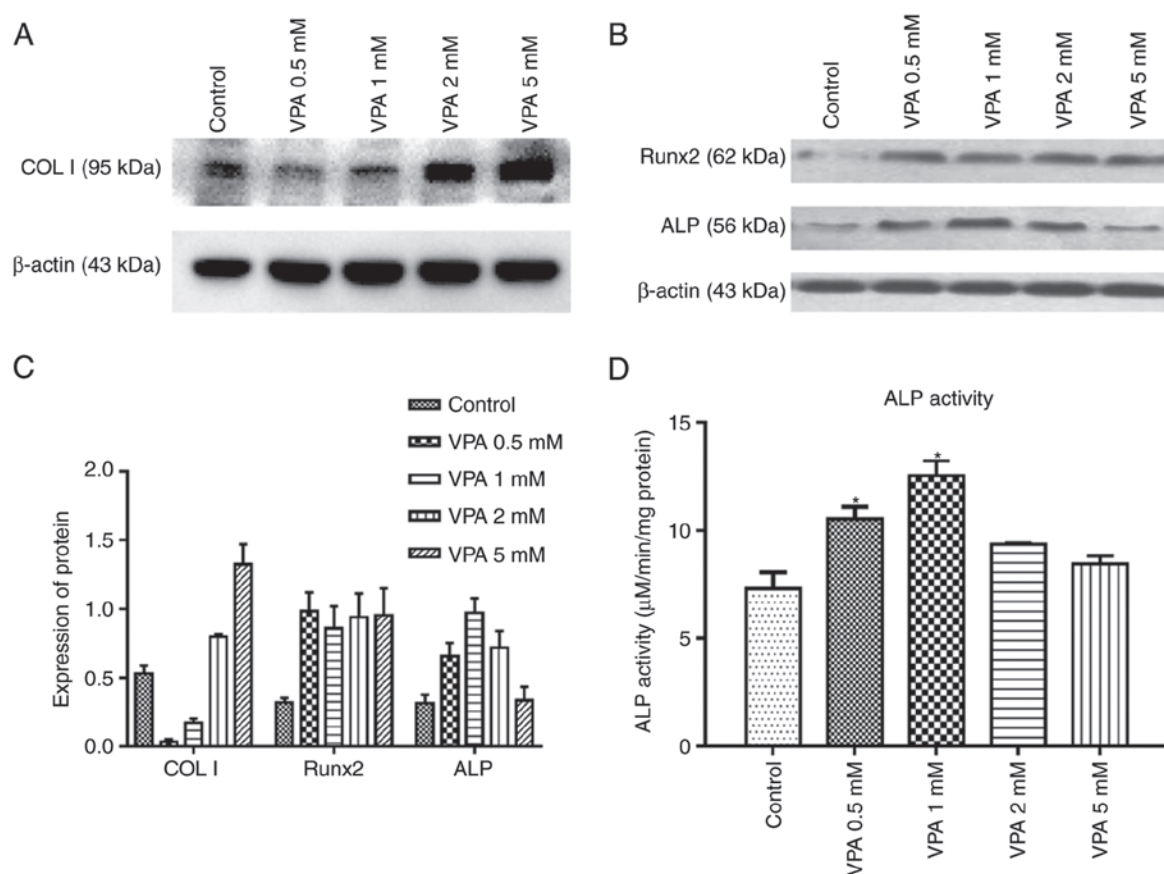 A
Control
VPA 0.5 mM
VPA 1 mM
VPA 2 mM
VPA 5 mM
COL I (95 kDa)
β-actin (43 kDa)
B
Control
VPA 0.5 mM
VPA 1 mM
VPA 2 mM
VPA 5 mM
Runx2 (62 kDa)
ALP (56 kDa)
β-actin (43 kDa)
C
Control
VPA 0.5 mM
VPA 1 mM
VPA 2 mM
VPA 5 mM
Expression of protein
2.0
1.5
1.0
0.5
0.0
COL I
Runx2
ALP
D
ALP activity
ALP activity (μM/min/mg protein)
15
10
5
0
*
*
Control
VPA 0.5 mM
VPA 1 mM
VPA 2 mM
VPA 5 mM